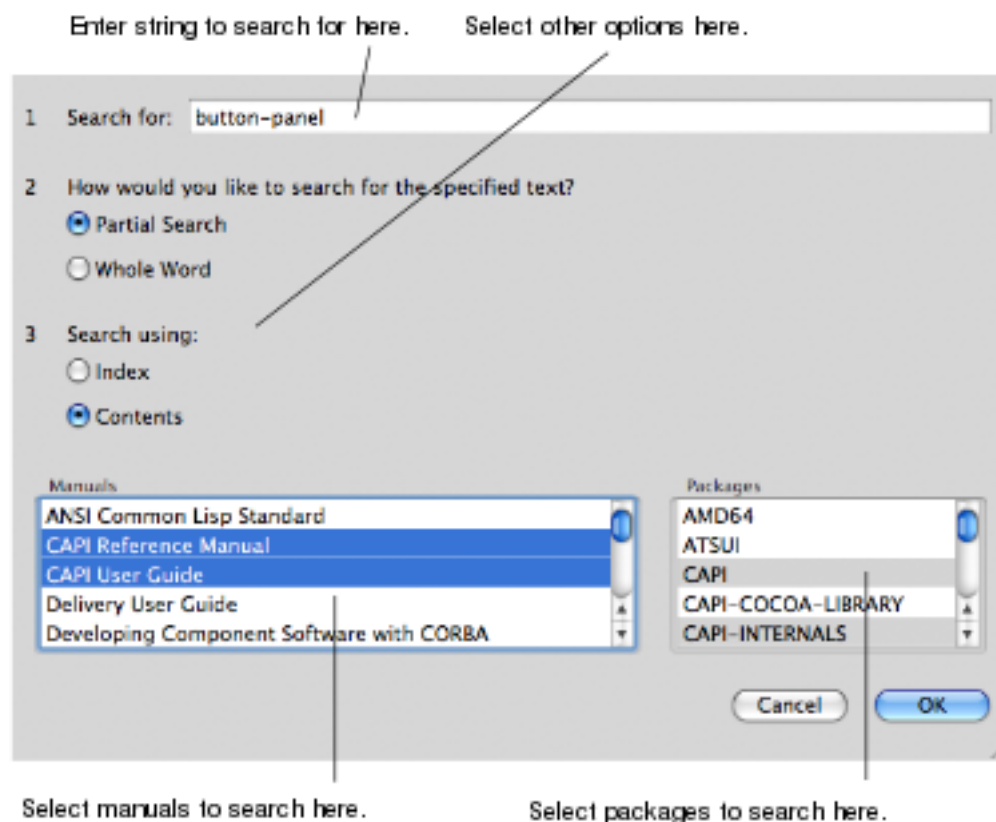 Enter string to search for here.
Select other options here.
1 Search for: button-panel
2 How would you like to search for the specified text?
Partial Search
Whole Word
3 Search using:
Index
Contents
Manuals
ANSI Common Lisp Standard
CAPI Reference Manual
CAPI User Guide
Delivery User Guide
Developing Component Software with CORBA
Packages
AMD64
ATSUI
CAPI
CAPI-COCOA-LIBRARY
CAPI-INTERNALS
Cancel
OK
Select manuals to search here.
Select packages to search here.